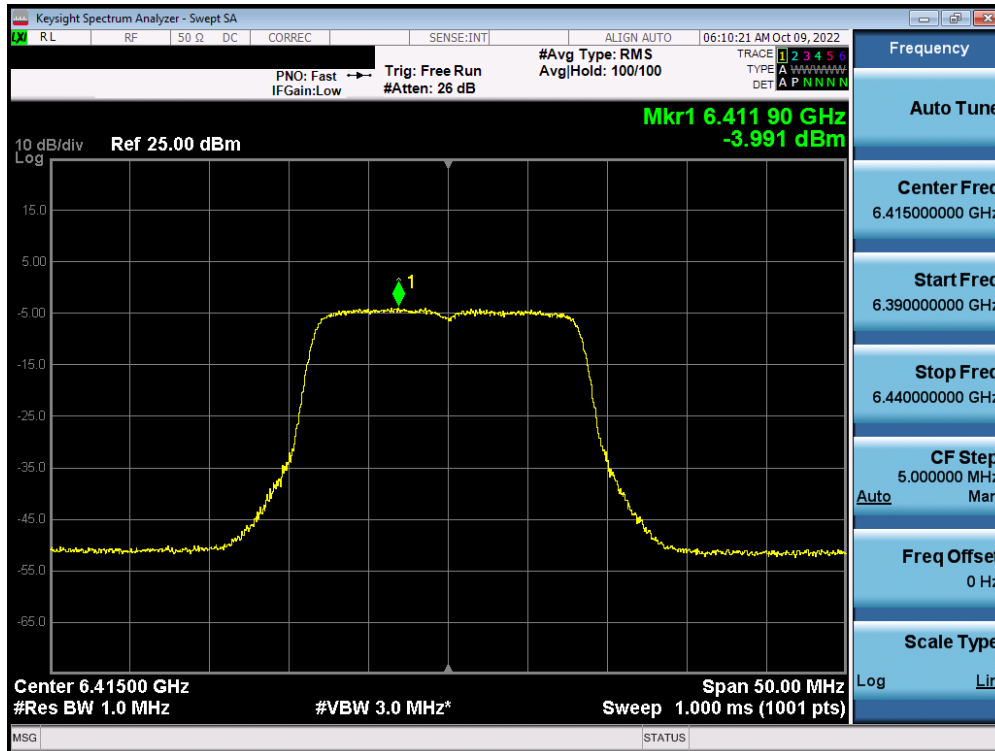 Keysight Spectrum Analyzer - Swept SA
LXI RL RF 50 Ω DC CORREC SENSE:INT ALIGN AUTO 06:10:21 AM Oct 09, 2022
Frequency
PNO: Fast
IFGain:Low
Trig: Free Run
#Atten: 26 dB
#Avg Type: RMS
Avg|Hold: 100/100
TRACE 1 2 3 4 5 6
TYPE A WWWWW
DET A P N N N N
Mkr1 6.411 90 GHz
-3.991 dBm
10 dB/div Ref 25.00 dBm
Log
15.0
5.00
-5.00
-15.0
-25.0
-35.0
-45.0
-55.0
-65.0
1
Center 6.41500 GHz Span 50.00 MHz
#Res BW 1.0 MHz #VBW 3.0 MHz* Sweep 1.000 ms (1001 pts)
MSG STATUS
Auto Tune
Center Freq
6.415000000 GHz
Start Freq
6.390000000 GHz
Stop Freq
6.440000000 GHz
CF Step
5.000000 MHz
Auto Man
Freq Offset
0 Hz
Scale Type
Log Lin